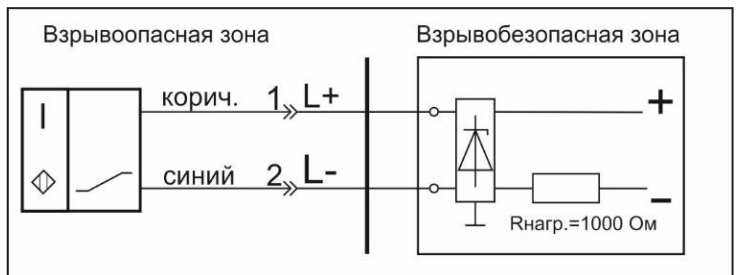 Взрывоопасная зона
Взрывобезопасная зона
I
корич. 1 L+
+
синий 2 L-
-
Rнагр.=1000 Ом